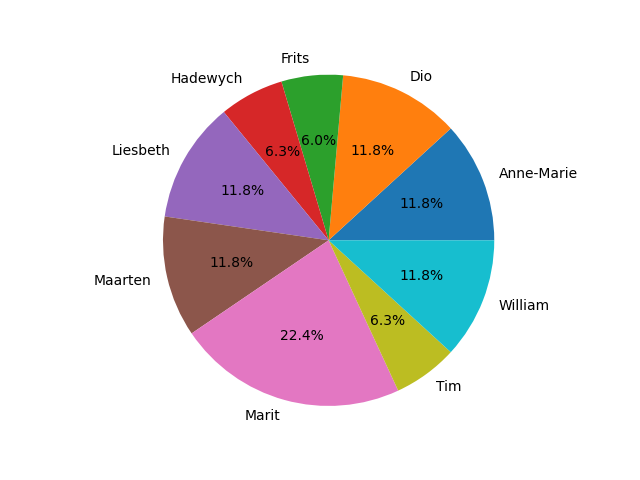 Frits
Hadewych
Dio
6.0%
6.3%
11.8%
Liesbeth
Anne-Marie
11.8%
11.8%
Maarten
11.8%
11.8%
William
22.4%
6.3%
Tim
Marit